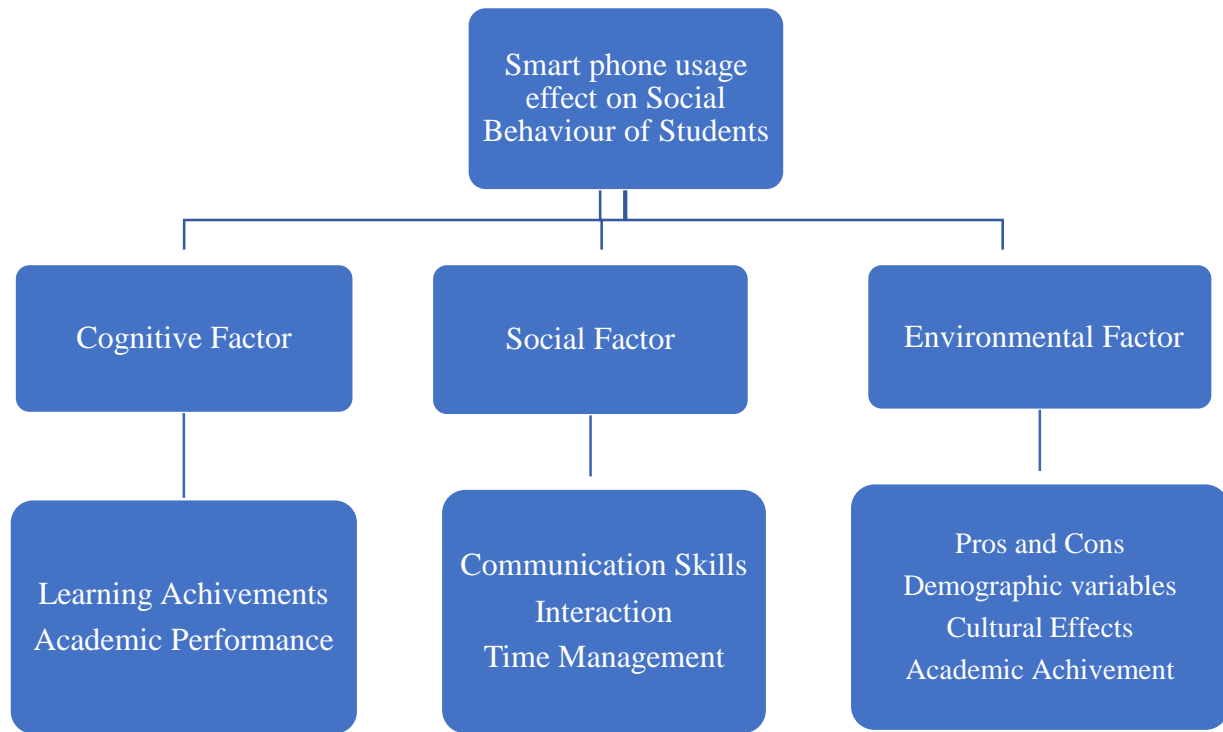 Smart phone usage
effect on Social
Behaviour of Students
Cognitive Factor
Social Factor
Environmental Factor
Learning Achivements
Academic Performance
Communication Skills
Interaction
Time Management
Pros and Cons
Demographic variables
Cultural Effects
Academic Achivement